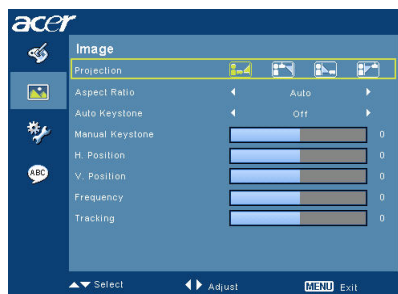 acer
Image
Projection
Aspect Ratio Auto
Auto Keystone Off
Manual Keystone 0
H. Position 0
V. Position 0
Frequency 0
Tracking 0
ABC
Select Adjust MENU Exit